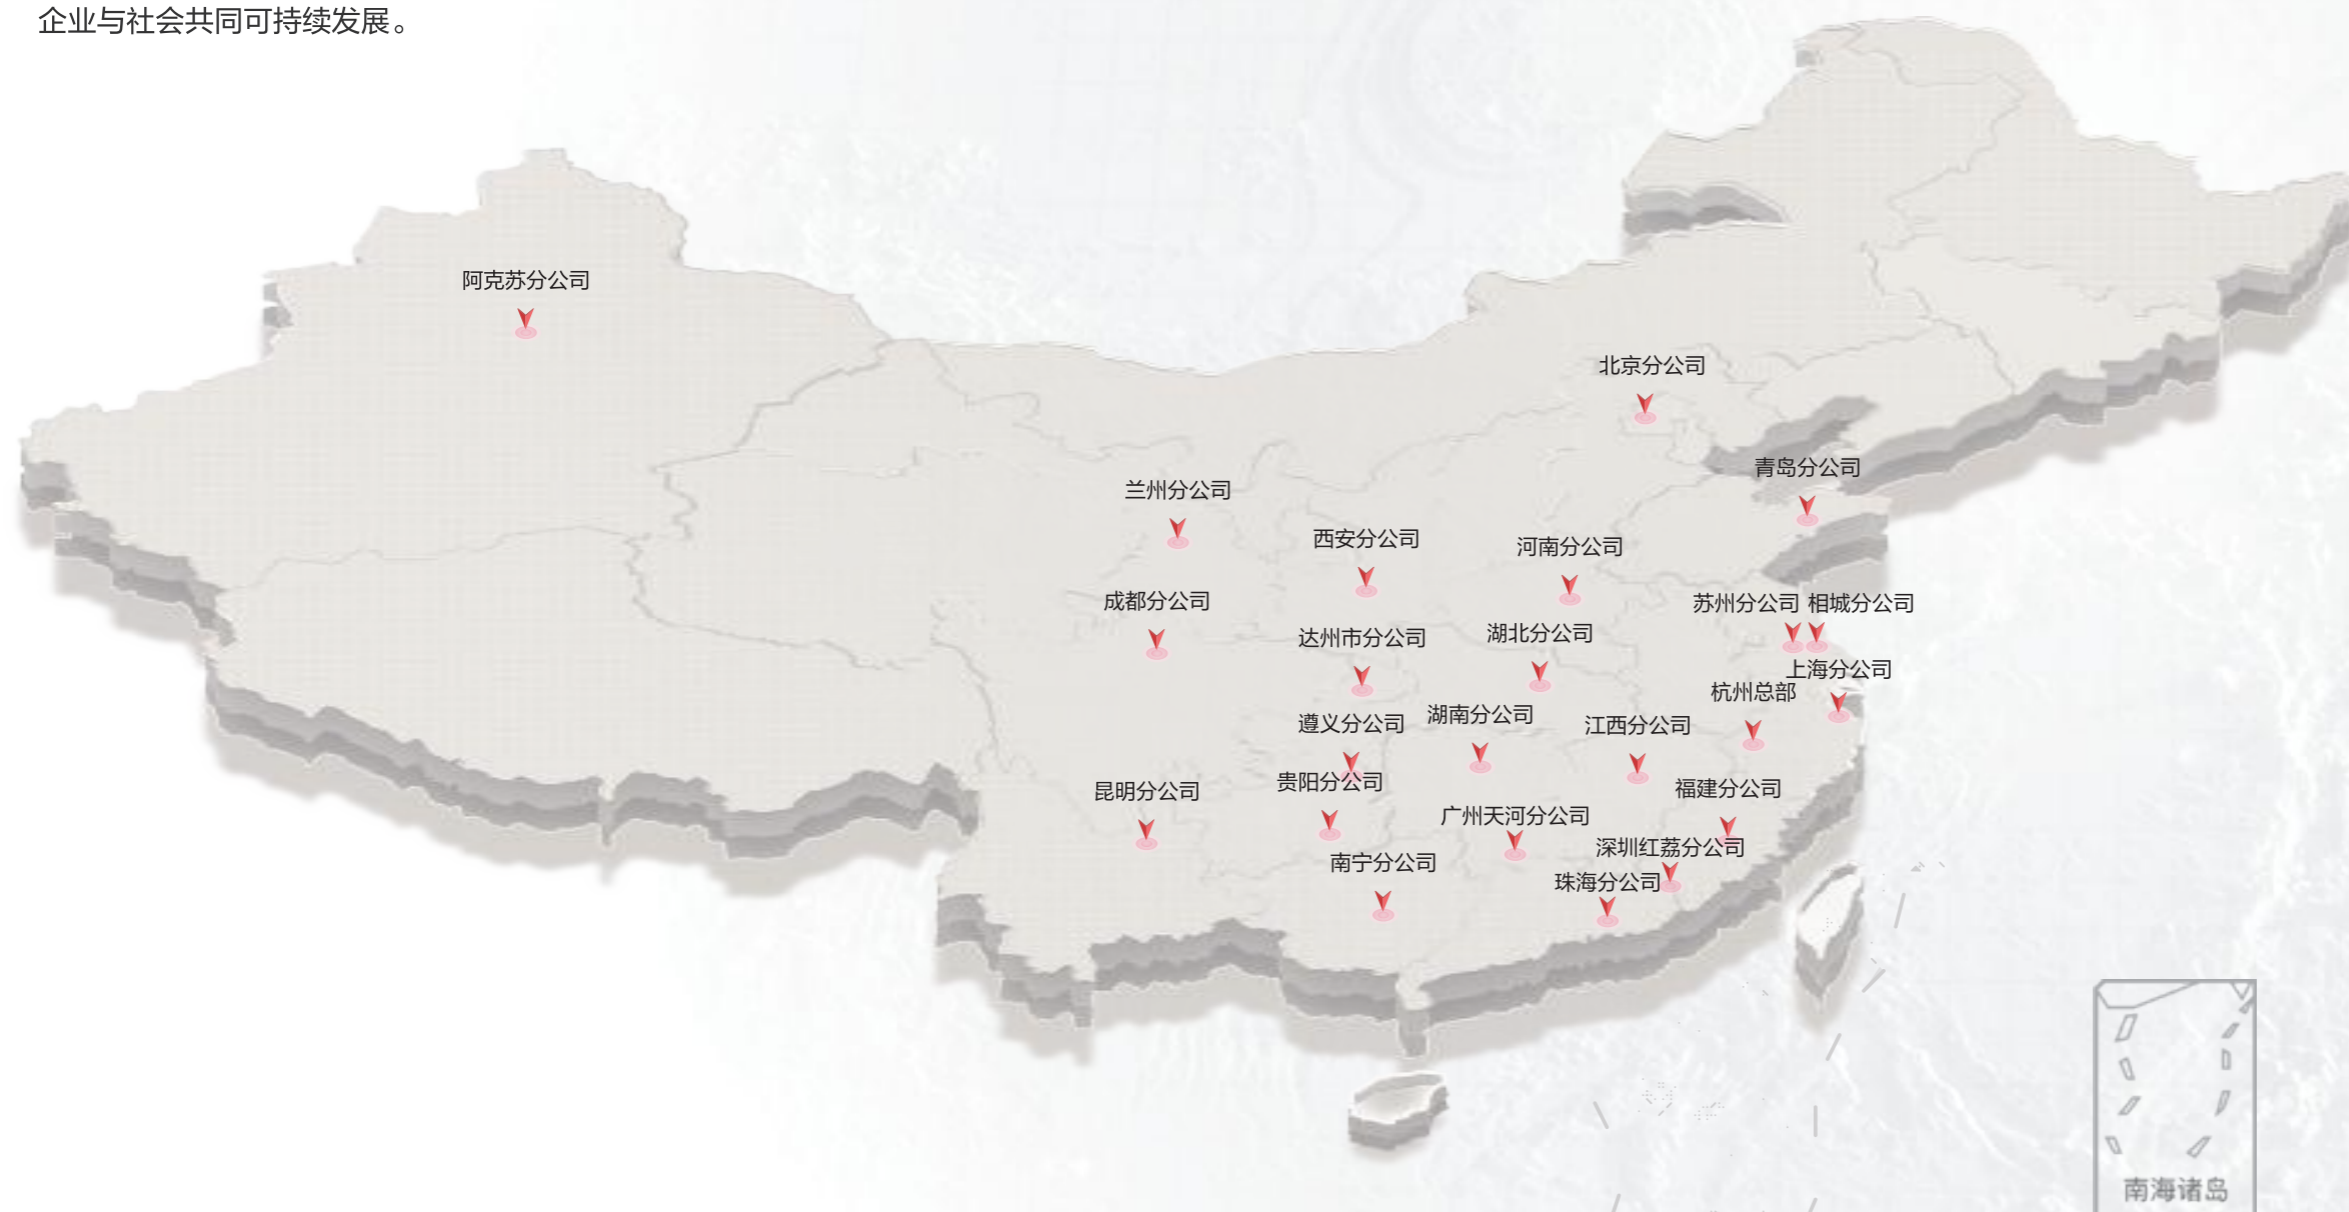 企业与社会共同可持续发展。
阿克苏分公司
北京分公司
青岛分公司
兰州分公司
西安分公司
河南分公司
成都分公司
苏州分公司 相城分公司
达州市分公司
湖北分公司
上海分公司
杭州总部
遵义分公司
湖南分公司
江西分公司
贵阳分公司
昆明分公司
福建分公司
广州天河分公司
深圳红荔分公司
南宁分公司
珠海分公司
南海诸岛